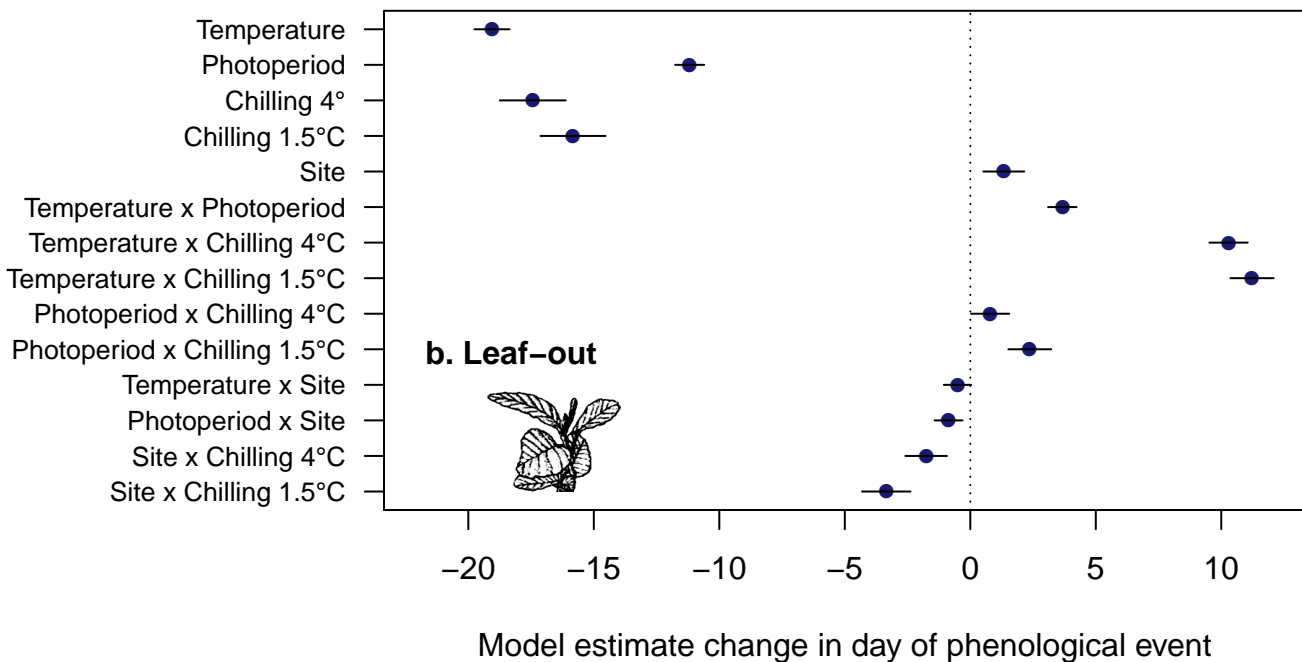 Temperature
Photoperiod
Chilling 4°
Chilling 1.5°C
Site
Temperature x Photoperiod
Temperature x Chilling 4°C
Temperature x Chilling 1.5°C
Photoperiod x Chilling 4°C
Photoperiod x Chilling 1.5°C
Temperature x Site
Photoperiod x Site
Site x Chilling 4°C
Site x Chilling 1.5°C
b. Leaf−out
−20 −15 −10 −5 0 5 10
Model estimate change in day of phenological event